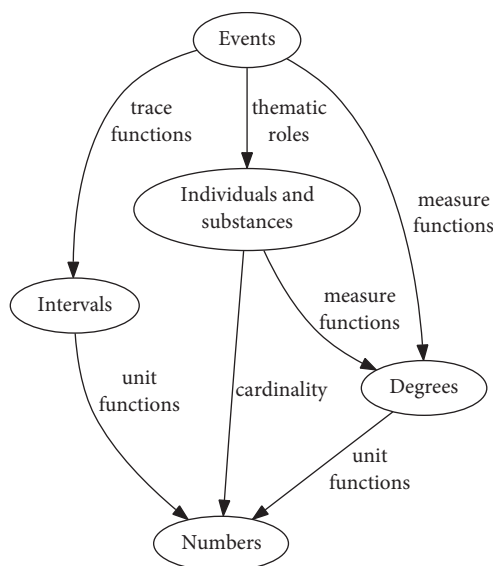 Events
trace
functions
thematic
roles
Individuals and
substances
measure
functions
Intervals
measure
functions
unit
functions
cardinality
Degrees
unit
functions
Numbers